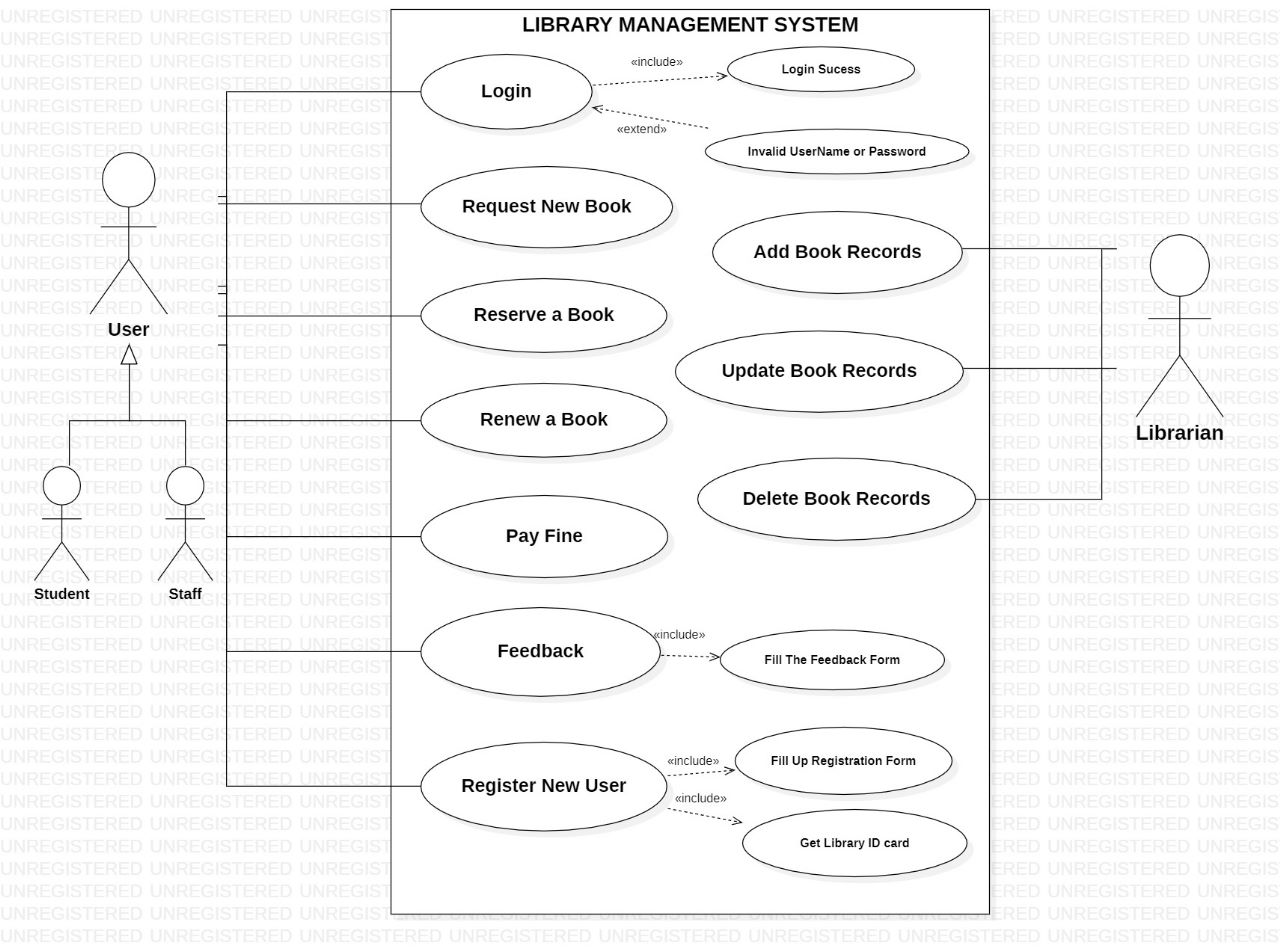 LIBRARY MANAGEMENT SYSTEM
«include»
Login
Login Sucess
«extend»
Invalid UserName or Password
Request New Book
Add Book Records
Reserve a Book
User
Update Book Records
Renew a Book
Librarian
Delete Book Records
Pay Fine
Student
Staff
«include»
Feedback
Fill The Feedback Form
«include»
Fill Up Registration Form
Register New User
«include»
Get Library ID card
UNREGISTERED UNREGISTERED UNREGISTERED UNREGISTERED UNREGISTERED UNREGISTERED UNREGISTERED UNREGISTERED UNREGIS